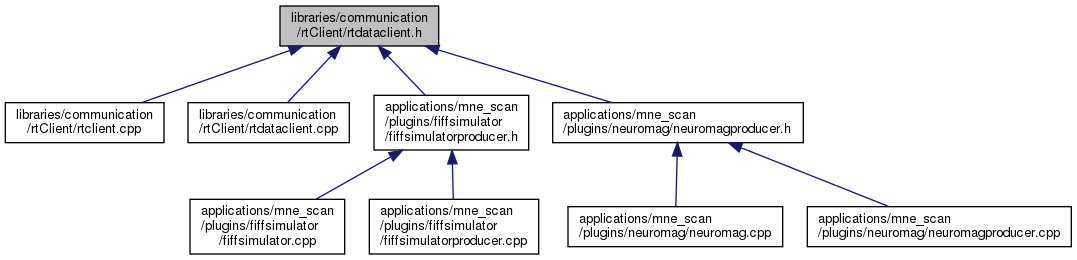 libraries/communication
/rtClient/rtdataclient.h
libraries/communication
/rtClient/rtclient.cpp
libraries/communication
/rtClient/rtdataclient.cpp
applications/mne_scan
/plugins/fiffsimulator
/fiffsimulatorproducer.h
applications/mne_scan
/plugins/neuromag/neuromagproducer.h
applications/mne_scan
/plugins/fiffsimulator
/fiffsimulator.cpp
applications/mne_scan
/plugins/fiffsimulator
/fiffsimulatorproducer.cpp
applications/mne_scan
/plugins/neuromag/neuromag.cpp
applications/mne_scan
/plugins/neuromag/neuromagproducer.cpp